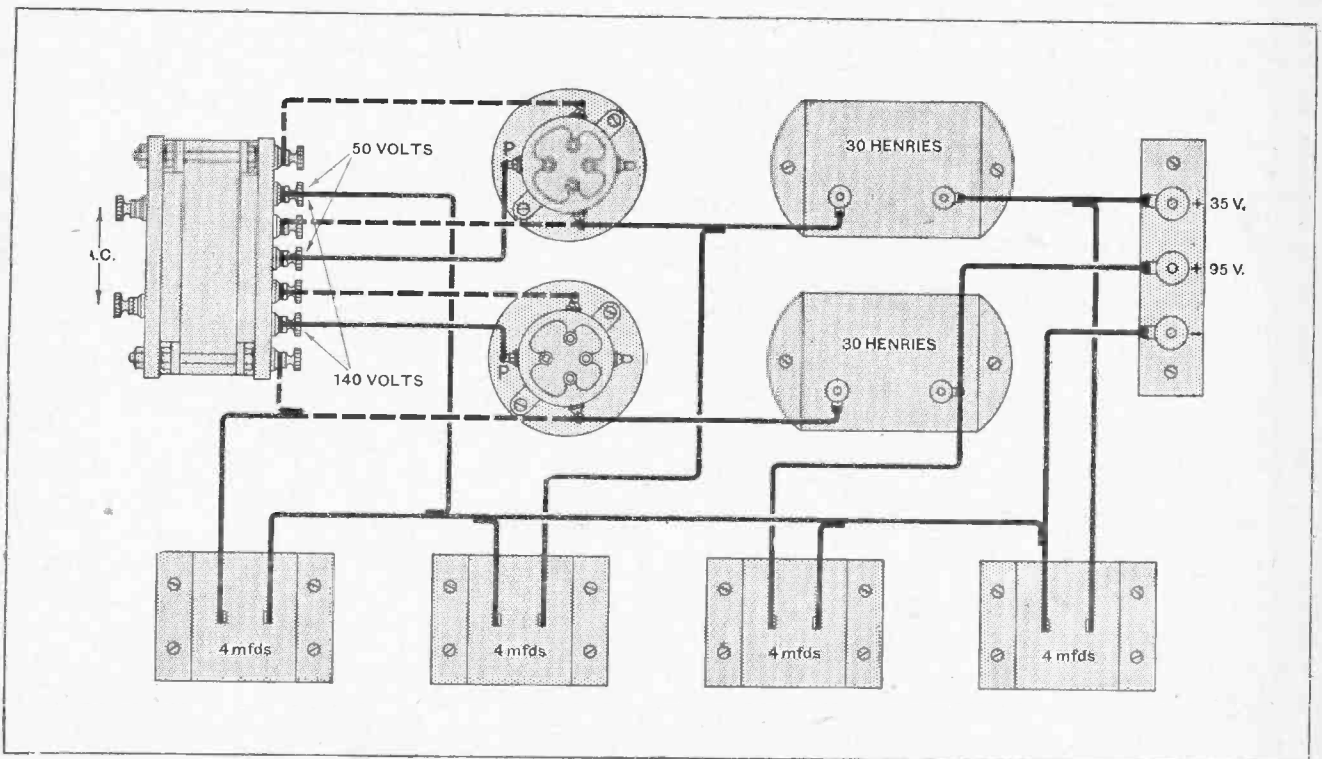 50 VOLTS
A.C.
140 VOLTS
P
P
30 HENRIES
30 HENRIES
+ 35 V.
+ 95 V.
-
4 mfds
4 mfds
4 mfds
4 mfds